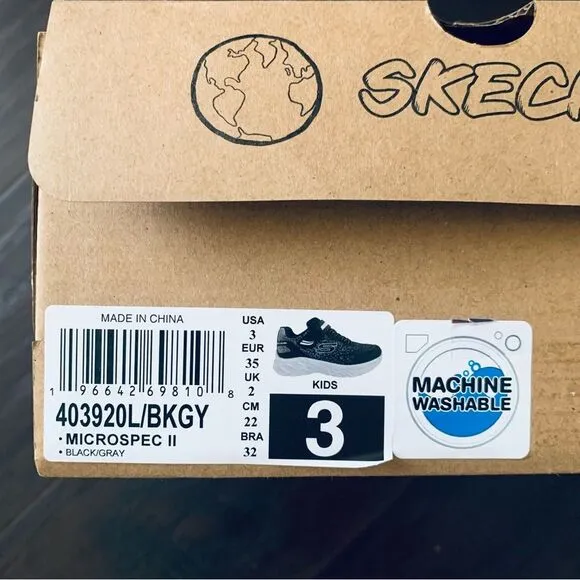 SKEC
MADE IN CHINA
1 96642 69810 8
403920L/BKGY
• MICROSPEC II
• BLACK/GRAY
USA
3
EUR
35
UK
2
CM
22
BRA
32
KIDS
3
MACHINE
WASHABLE